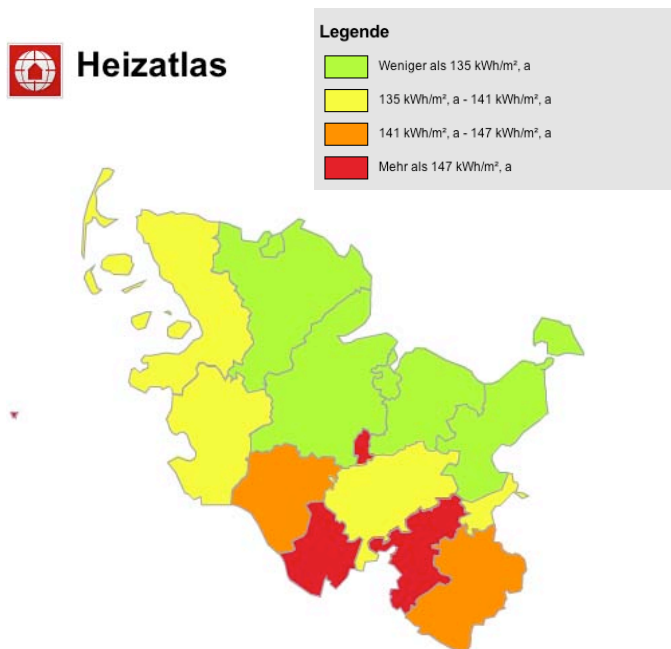 Heizatlas
Legende
Weniger als 135 kWh/m², a
135 kWh/m², a - 141 kWh/m², a
141 kWh/m², a - 147 kWh/m², a
Mehr als 147 kWh/m², a